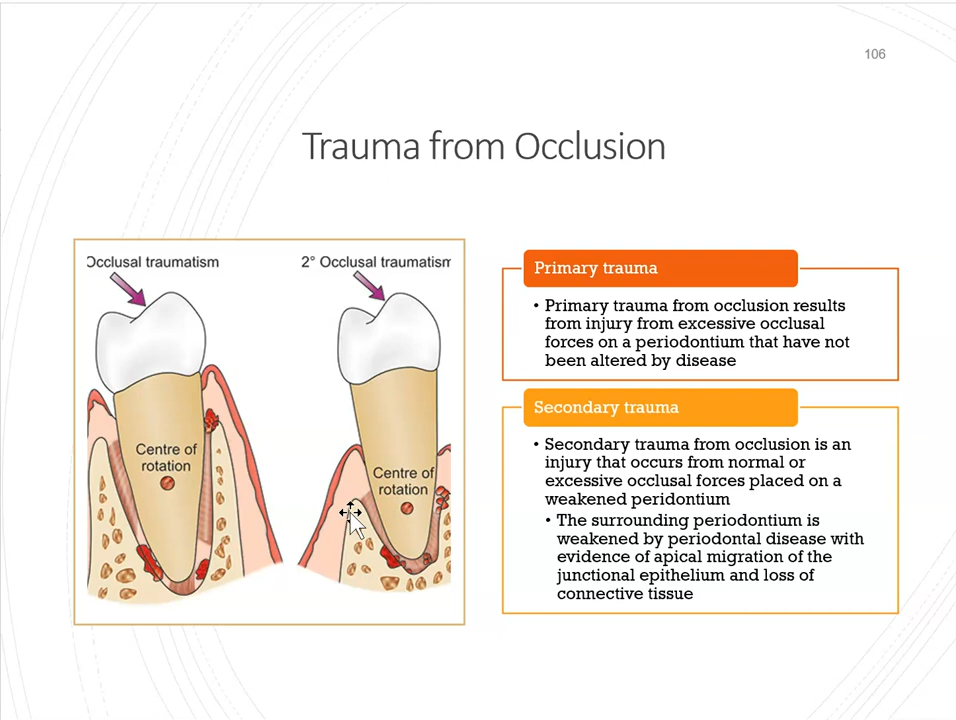 106
Trauma from Occlusion
Occlusal traumatism
2° Occlusal traumatism
Centre of
rotation
Centre of
rotation
Primary trauma
• Primary trauma from occlusion results
from injury from excessive occlusal
forces on a periodontium that have not
been altered by disease
Secondary trauma
• Secondary trauma from occlusion is an
injury that occurs from normal or
excessive occlusal forces placed on a
weakened peridontium
• The surrounding periodontium is
weakened by periodontal disease with
evidence of apical migration of the
junctional epithelium and loss of
connective tissue